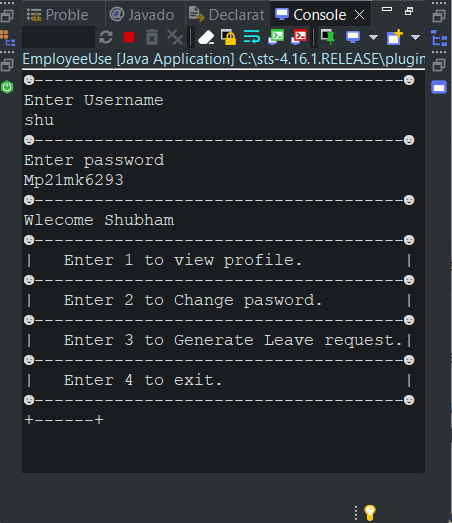 Proble Javado Declarat Console
EmployeeUse [Java Application] C:\sts-4.16.1.RELEASE\plugin
☻-------------------------------------☻
Enter Username
shu
☻-------------------------------------☻
Enter password
Mp21mk6293
☻-------------------------------------☻
Wlecome Shubham
☻-------------------------------------☻
| Enter 1 to view profile. |
☻-------------------------------------☻
| Enter 2 to Change pasword. |
☻-------------------------------------☻
| Enter 3 to Generate Leave request.|
☻-------------------------------------☻
| Enter 4 to exit. |
☻-------------------------------------☻
+------+